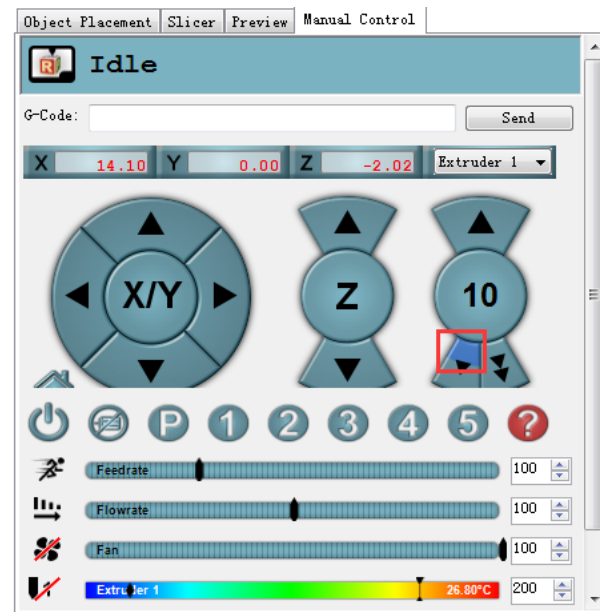 Object Placement Slicer Preview Manual Control
Idle
G-Code: Send
X 14.10 Y 0.00 Z -2.02 Extruder 1
X/Y Z 10
P 1 2 3 4 5 ?
Feedrate 100
Flowrate 100
Fan 100
Extruder 1 26.80°C 200